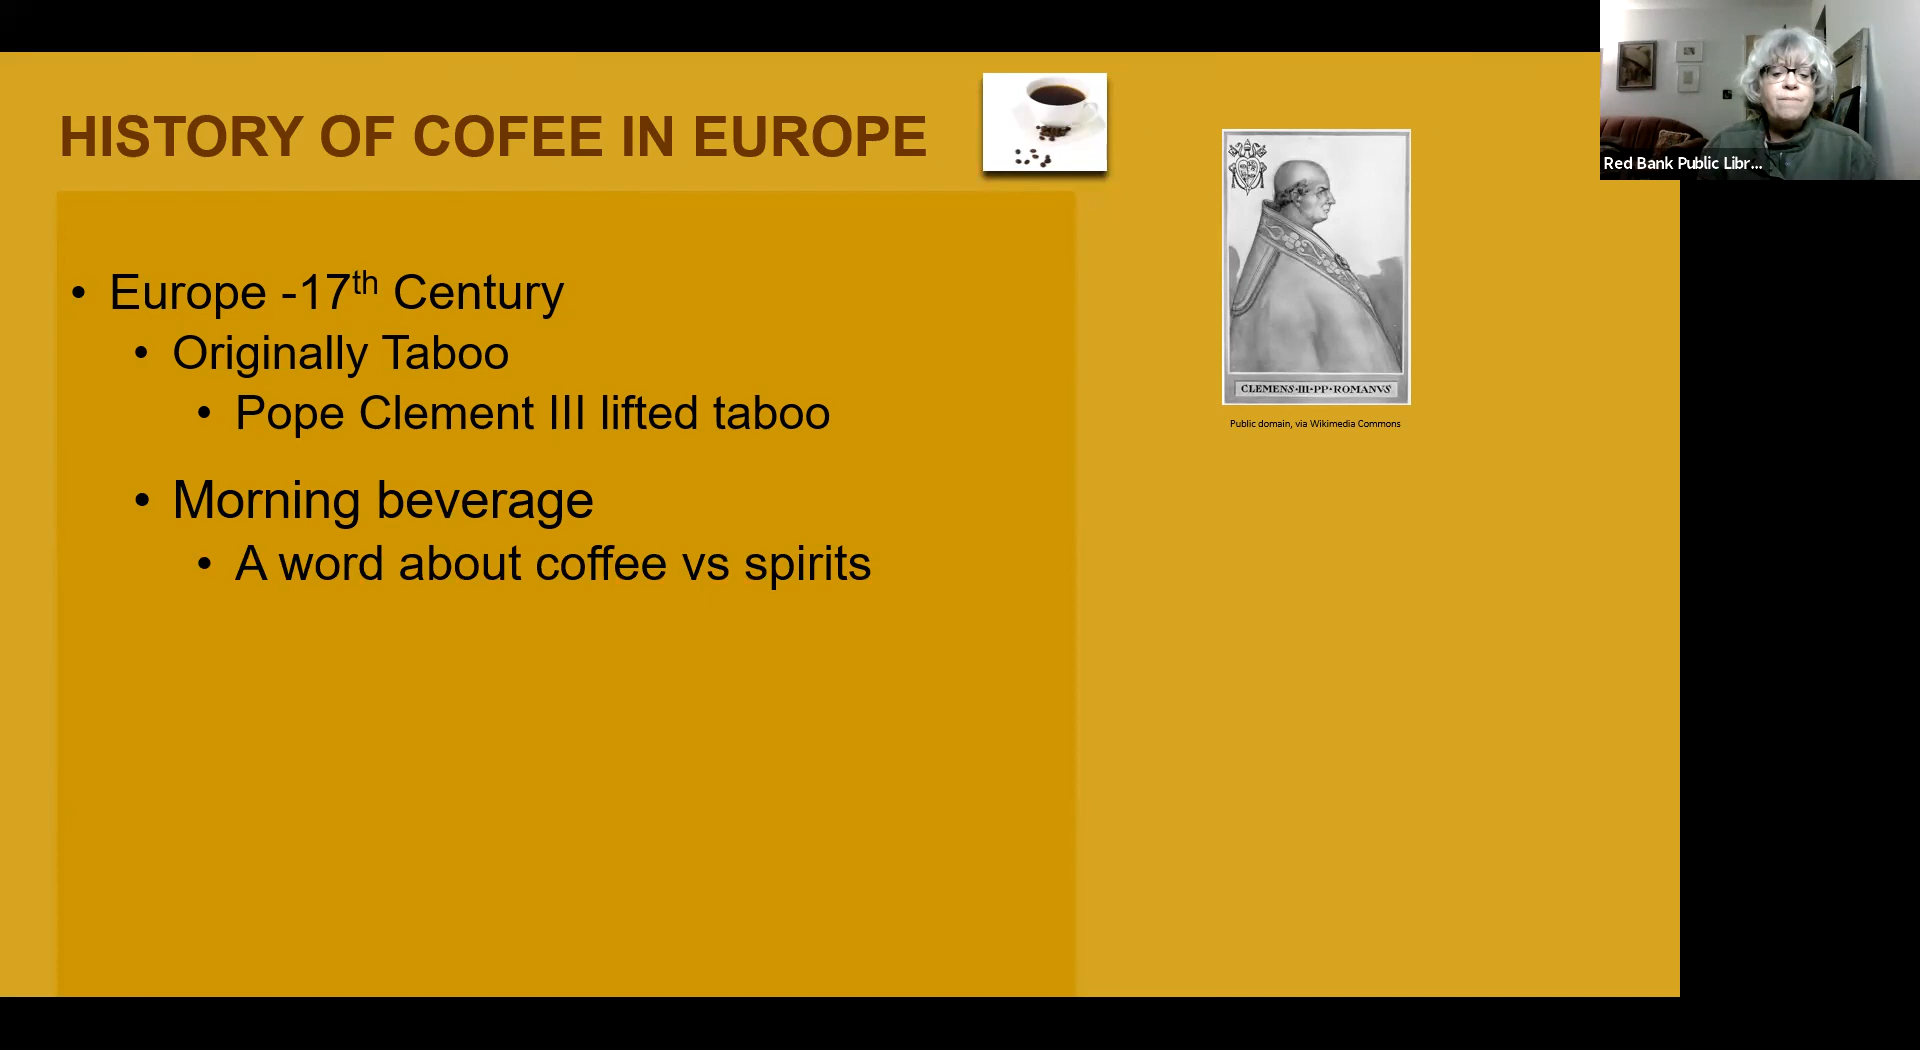 HISTORY OF COFEE IN EUROPE
• Europe -17th Century
• Originally Taboo
• Pope Clement III lifted taboo
• Morning beverage
• A word about coffee vs spirits
CLEMENS·III·PP·ROMANVS
Public domain, via Wikimedia Commons
Red Bank Public Libr...